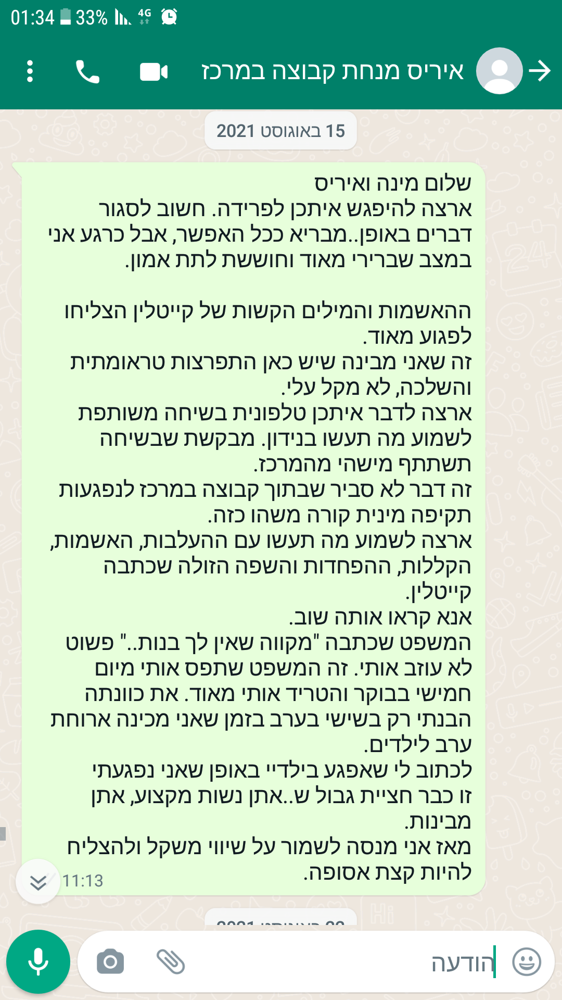 01:34 33% 4G
איריס מנחת קבוצה במרכז
15 באוגוסט 2021
שלום מינה ואיריס
ארצה להיפגש איתכן לפרידה. חשוב לסגור
דברים באופן..מבריא ככל האפשר, אבל כרגע אני
במצב שברירי מאוד וחוששת לתת אמון.
ההאשמות והמילים הקשות של קייטלין הצליחו
לפגוע מאוד.
זה שאני מבינה שיש כאן התפרצות טראומתית
והשלכה, לא מקל עלי.
ארצה לדבר איתכן טלפונית בשיחה משותפת
לשמוע מה תעשו בנידון. מבקשת שבשיחה
תשתתף מישהי מהמרכז.
זה דבר לא סביר שבתוך קבוצה במרכז לנפגעות
תקיפה מינית קורה משהו כזה.
ארצה לשמוע מה תעשו עם ההעלבות, האשמות,
הקללות, ההפחדות והשפה הזולה שכתבה
קייטלין.
אנא קראו אותה שוב.
המשפט שכתבה "מקווה שאין לך בנות.." פשוט
לא עוזב אותי. זה המשפט שתפס אותי מיום
חמישי בבוקר והטריד אותי מאוד. את כוונתה
הבנתי רק בשישי בערב בזמן שאני מכינה ארוחת
ערב לילדים.
לכתוב לי שאפגע בילדיי באופן שאני נפגעתי
זו כבר חציית גבול ש..אתן נשות מקצוע, אתן
מבינות.
מאז אני מנסה לשמור על שיווי משקל ולהצליח
להיות קצת אסופה.
11:13
הודעה